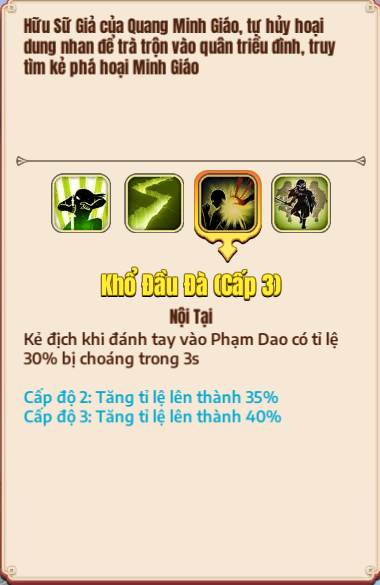 Hữu Sứ Giả của Quang Minh Giáo, tự hủy hoại
dung nhan để trà trộn vào quân triều đình, truy
tìm kẻ phá hoại Minh Giáo
Khổ Đầu Đà (Cấp 3)
Nội Tại
Kẻ địch khi đánh tay vào Phạm Dao có tỉ lệ
30% bị choáng trong 3s
Cấp độ 2: Tăng tỉ lệ lên thành 35%
Cấp độ 3: Tăng tỉ lệ lên thành 40%